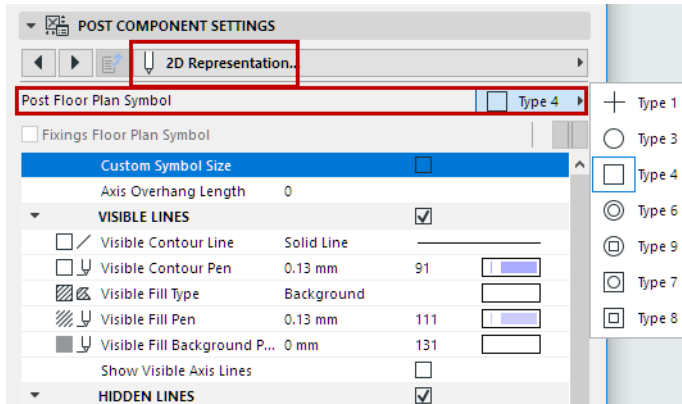 POST COMPONENT SETTINGS
2D Representation..
Post Floor Plan Symbol Type 4
Fixings Floor Plan Symbol
Custom Symbol Size
Axis Overhang Length 0
VISIBLE LINES
Visible Contour Line Solid Line
Visible Contour Pen 0.13 mm 91
Visible Fill Type Background
Visible Fill Pen 0.13 mm 111
Visible Fill Background P... 0 mm 131
Show Visible Axis Lines
HIDDEN LINES
Type 1
Type 3
Type 4
Type 6
Type 9
Type 7
Type 8